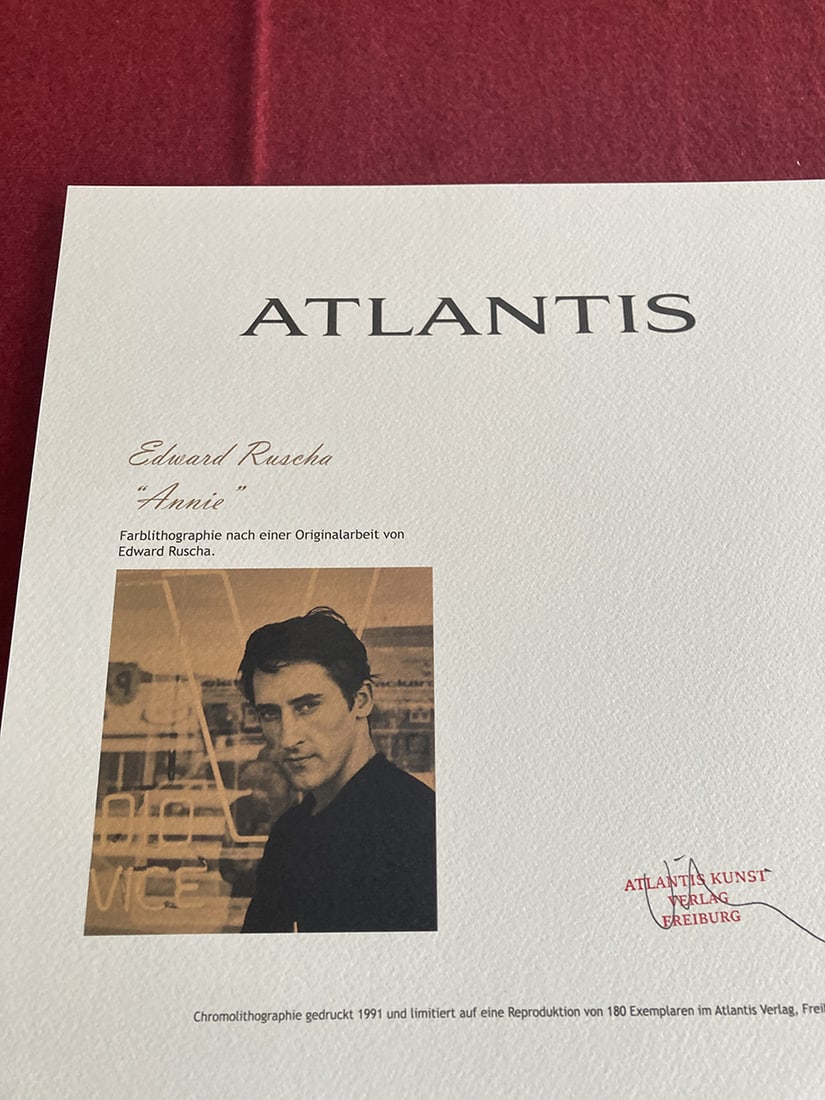 ATLANTIS
Edward Ruscha
“Annie”
Farblithographie nach einer Originalarbeit von
Edward Ruscha.
VICE
ATLANTIS KUNST
VERLAG
FREIBURG
Chromolithographie gedruckt 1991 und limitiert auf eine Reproduktion von 180 Exemplaren im Atlantis Verlag,